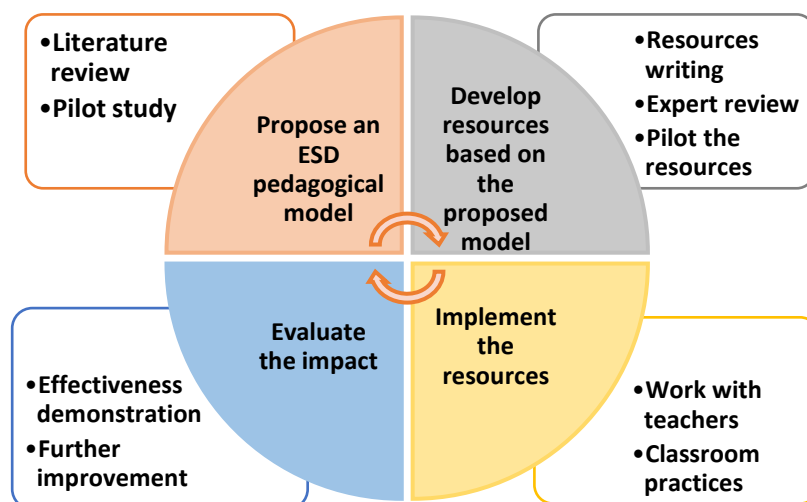 •Literature
review
•Pilot study
Propose an
ESD
pedagogical
model
Develop
resources
based on
the
proposed
model
•Resources
writing
•Expert review
•Pilot the
resources
Evaluate
the impact
Implement
the
resources
•Effectiveness
demonstration
•Further
improvement
•Work with
teachers
•Classroom
practices